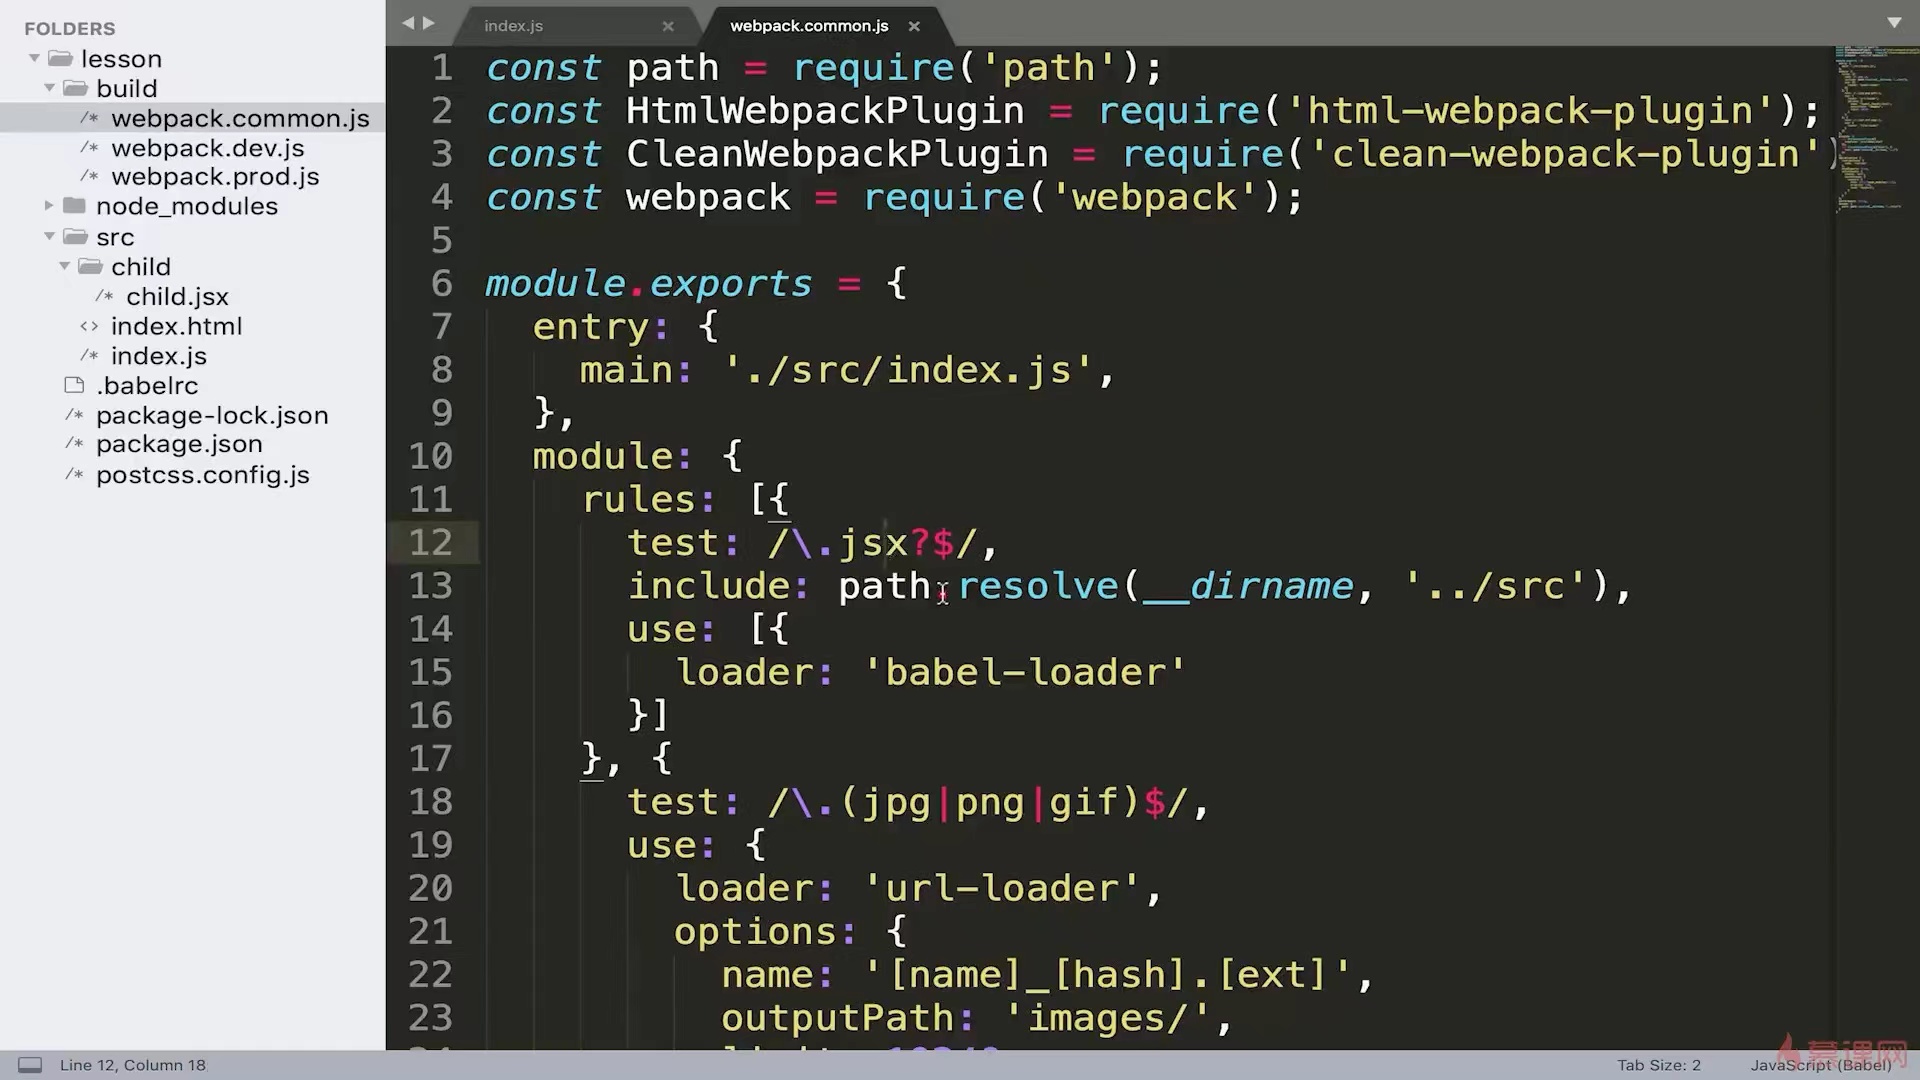 FOLDERS
lesson
build
webpack.common.js
webpack.dev.js
webpack.prod.js
node_modules
src
child
child.jsx
index.html
index.js
.babelrc
package-lock.json
package.json
postcss.config.js
index.js
webpack.common.js
1 const path = require('path');
2 const HtmlWebpackPlugin = require('html-webpack-plugin');
3 const CleanWebpackPlugin = require('clean-webpack-plugin')
4 const webpack = require('webpack');
5
6 module.exports = {
7 entry: {
8 main: './src/index.js',
9 },
10 module: {
11 rules: [{
12 test: /\.jsx?$/,
13 include: path.resolve(__dirname, '../src'),
14 use: [{
15 loader: 'babel-loader'
16 }]
17 }, {
18 test: /\.(jpg|png|gif)$/,
19 use: {
20 loader: 'url-loader',
21 options: {
22 name: '[name]_[hash].[ext]',
23 outputPath: 'images/',
Line 12, Column 18
Tab Size: 2
JavaScript (Babel)
慕课网